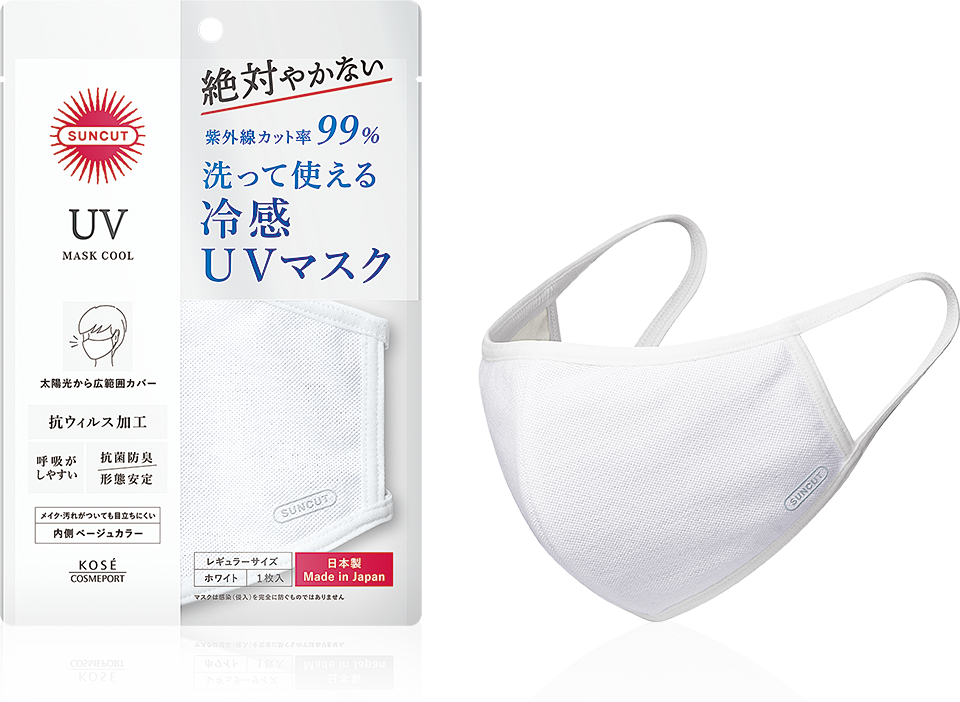 絶対やかない
紫外線カット率99%
洗って使える
冷感
UVマスク
SUNCUT
UV
MASK COOL
太陽光から広範囲カバー
抗ウィルス加工
呼吸が
しやすい
抗菌防臭
形態安定
メイク・汚れがついても目立ちにくい
内側ベージュカラー
KOSÉ
COSMEPORT
SUNCUT
レギュラーサイズ
ホワイト 1枚入
日本製
Made in Japan
マスクは感染(侵入)を完全に防ぐものではありません
SUNCUT